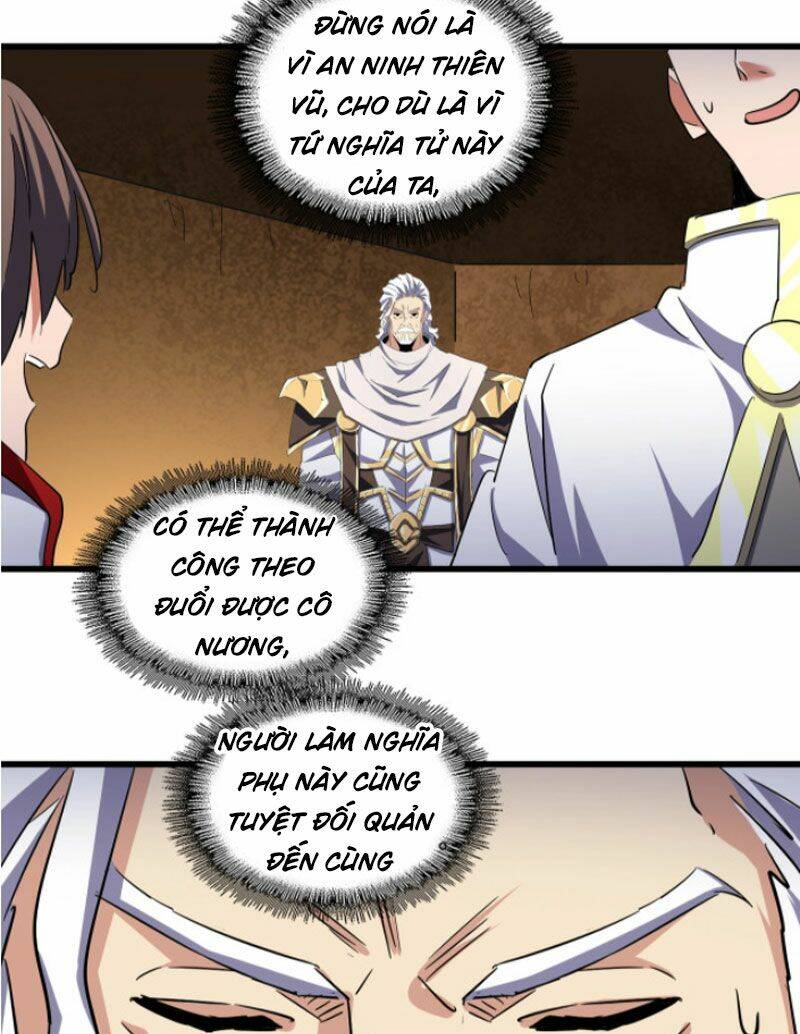 ĐỪNG NÓI LÀ
VÌ AN NINH THIÊN
VŨ, CHO DÙ LÀ VÌ
TỨ NGHĨA TỬ NÀY
CỦA TA,
CÓ THỂ THÀNH
CÔNG THEO
ĐUỔI ĐƯỢC CÔ
NƯƠNG,
NGƯỜI LÀM NGHĨA
PHỤ NÀY CŨNG
TUYỆT ĐỐI QUẢN
ĐẾN CÙNG